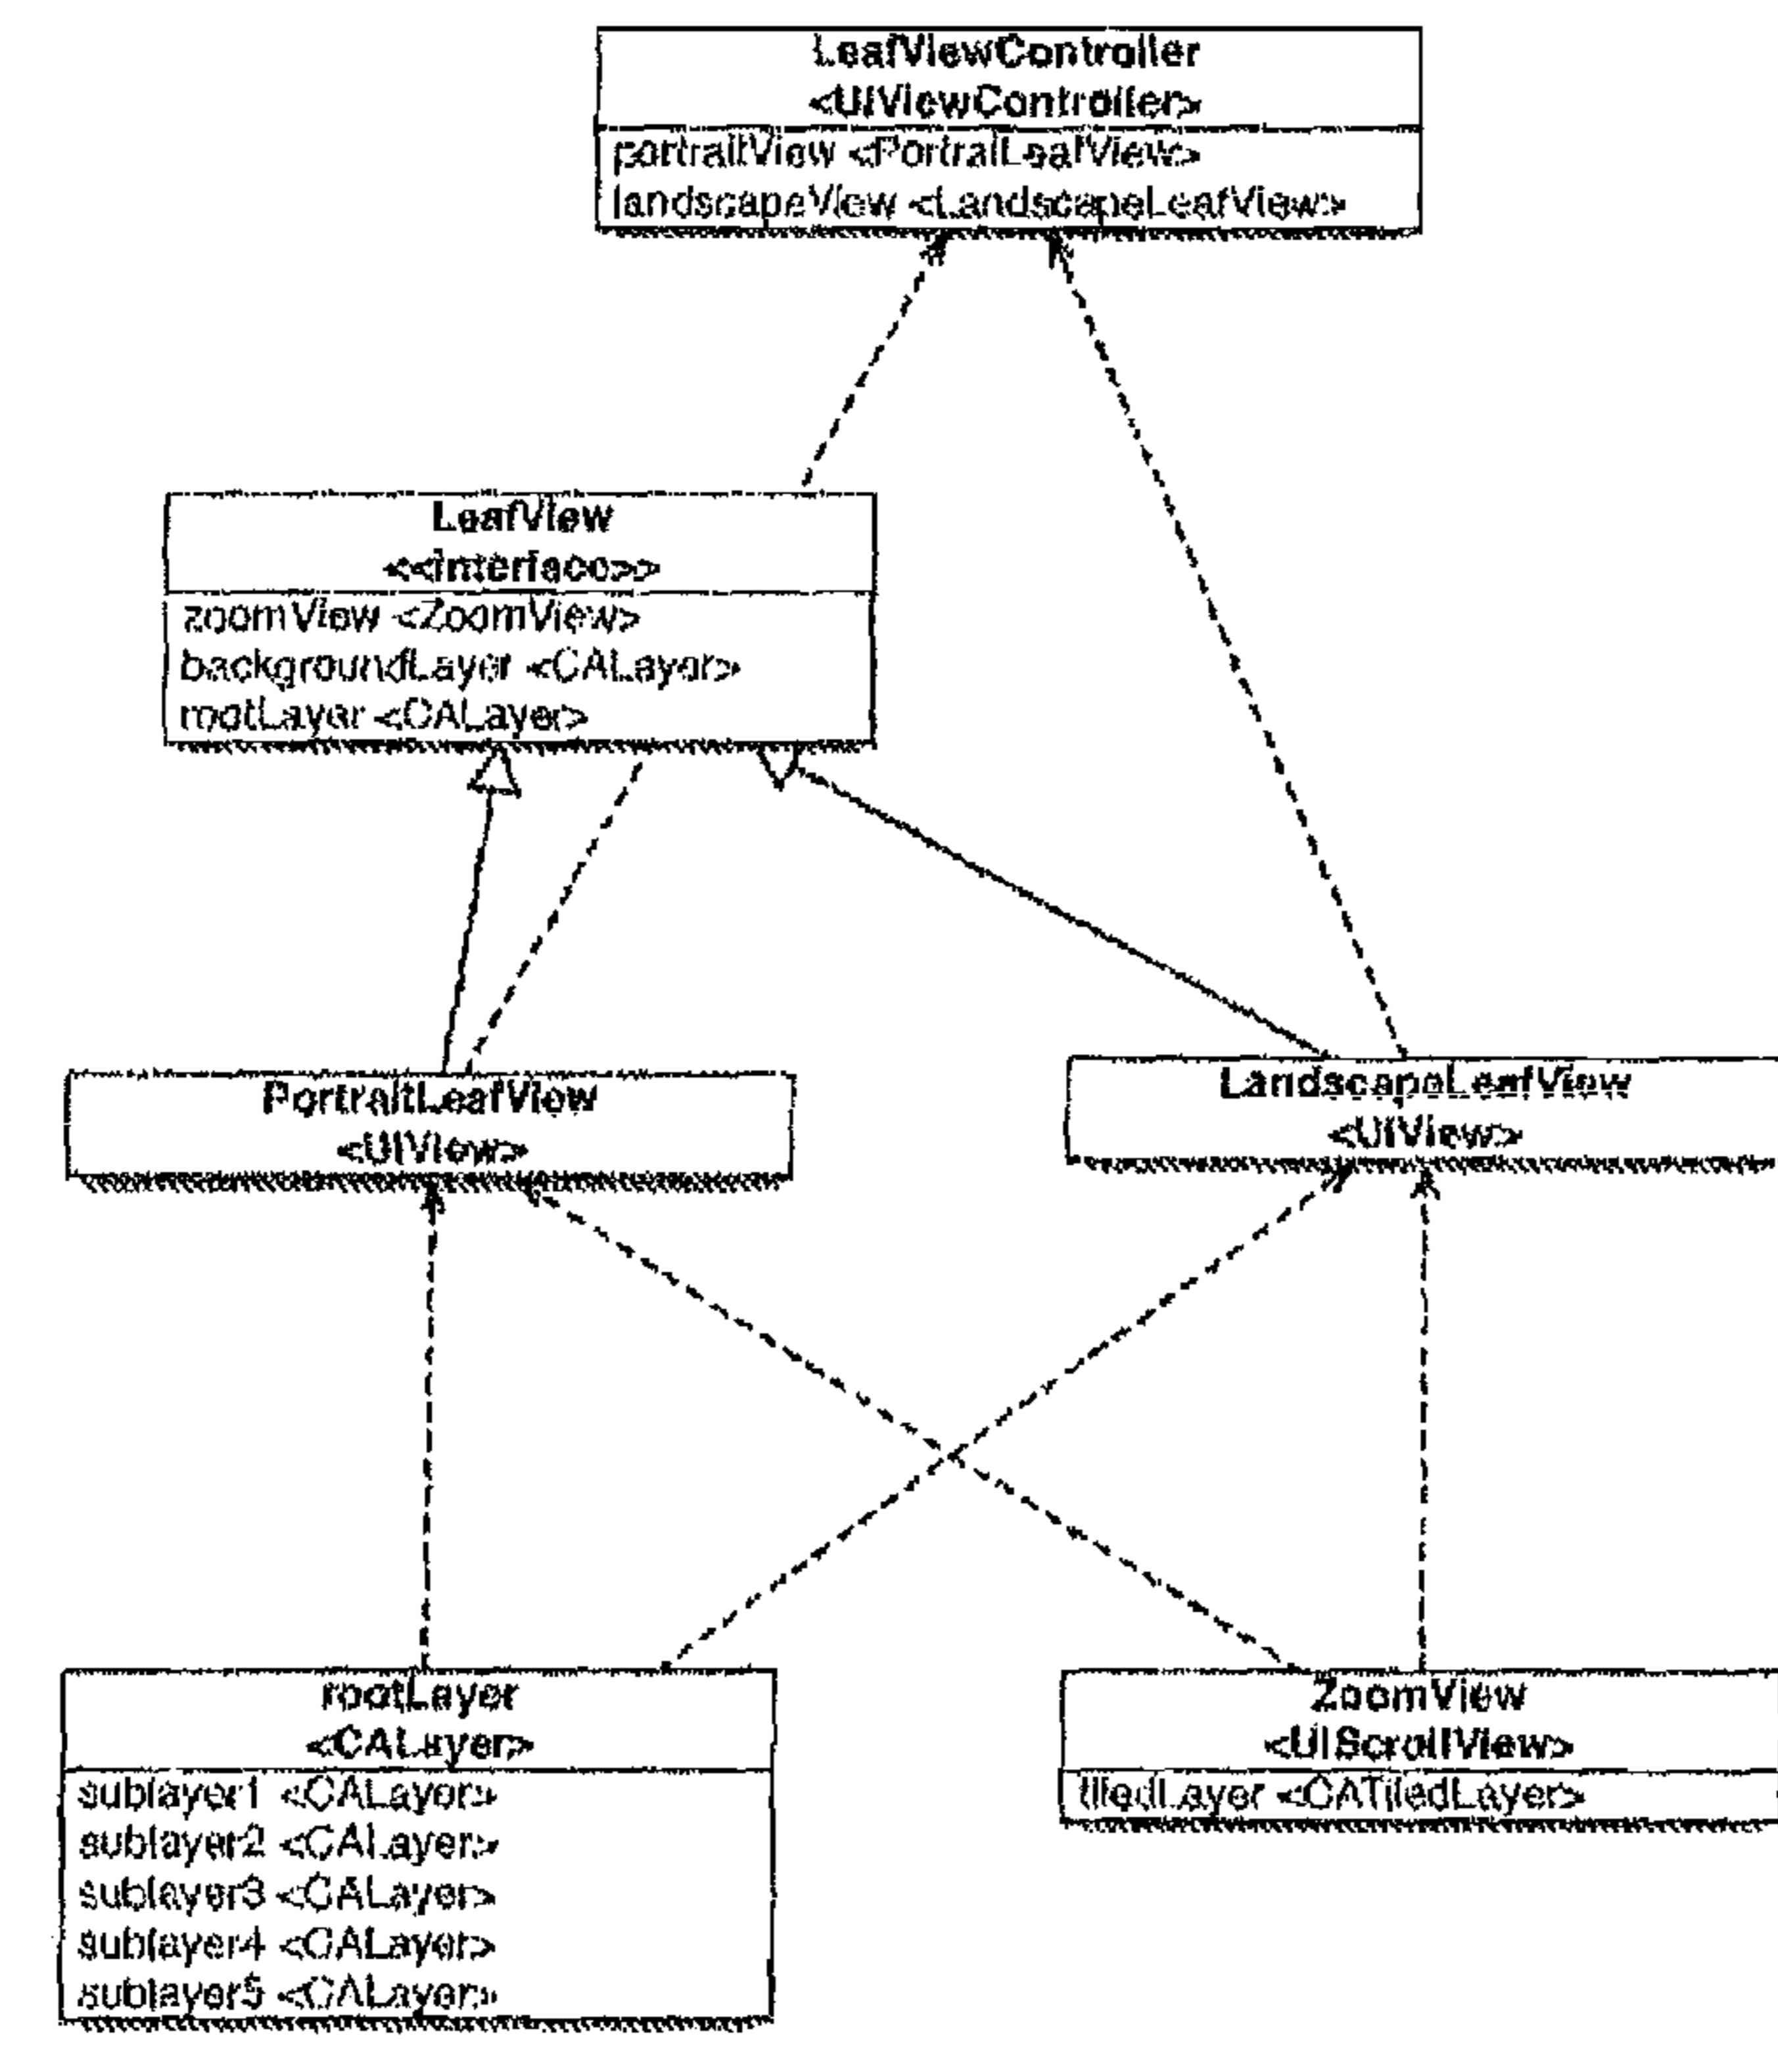 LeafViewController
<UIViewController>
portraitView <PortraitLeafView>
landscapeView <LandscapeLeafView>
LeafView
<<interface>>
zoomView <ZoomView>
backgroundLayer <CALayer>
rootLayer <CALayer>
PortraitLeafView
<UIView>
LandscapeLeafView
<UIView>
rootLayer
<CALayer>
sublayer1 <CALayer>
sublayer2 <CALayer>
sublayer3 <CALayer>
sublayer4 <CALayer>
sublayer5 <CALayer>
ZoomView
<UIScrollView>
tiledLayer <CATiledLayer>